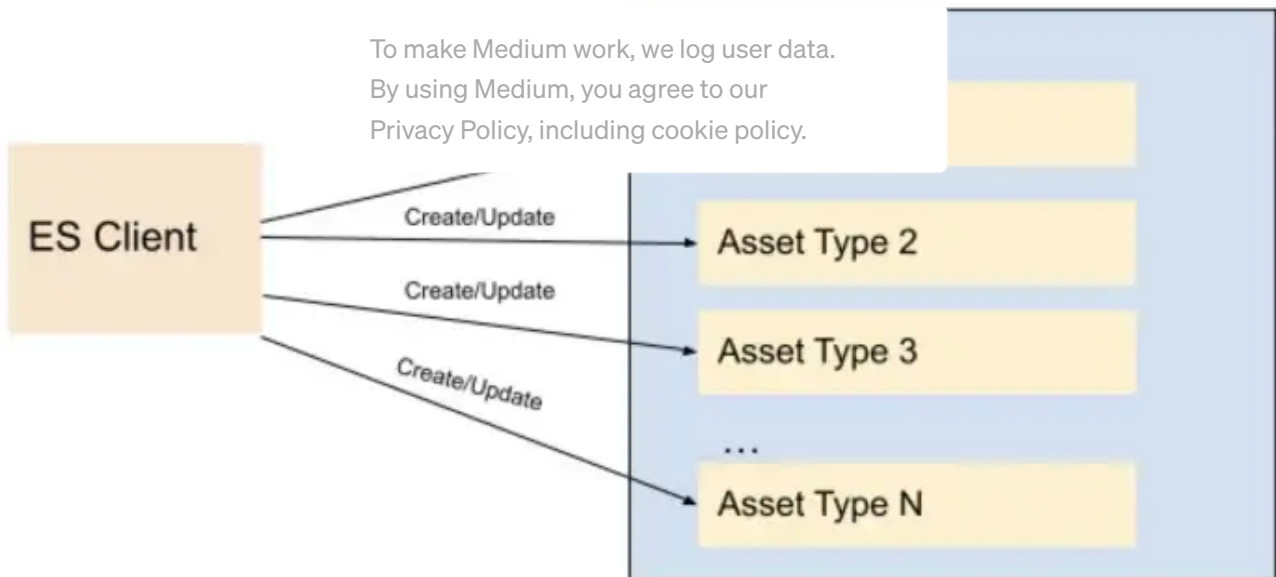 To make Medium work, we log user data.
By using Medium, you agree to our
Privacy Policy, including cookie policy.
ES Client
Create/Update
Asset Type 2
Create/Update
Asset Type 3
Create/Update
...
Asset Type N